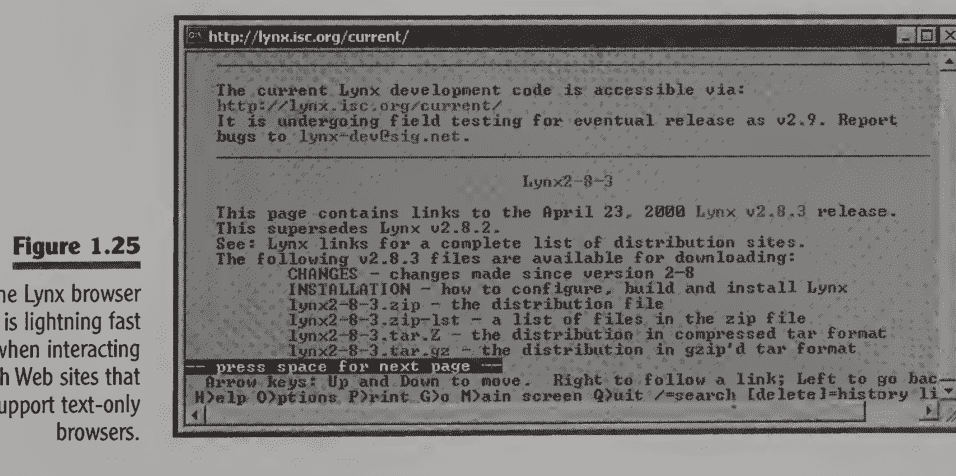 http://lynx.isc.org/current/
The current Lynx development code is accessible via:
http://lynx.isc.org/current/
It is undergoing field testing for eventual release as v2.9. Report
bugs to lynx-dev@sig.net.
Lynx2-8-3
This page contains links to the April 23, 2000 Lynx v2.8.3 release.
This supersedes Lynx v2.8.2.
See: Lynx links for a complete list of distribution sites.
The following v2.8.3 files are available for downloading:
CHANGES - changes made since version 2-8
INSTALLATION - how to configure, build and install Lynx
lynx2-8-3.zip - the distribution file
lynx2-8-3.zip-lst - a list of files in the zip file
lynx2-8-3.tar.Z - the distribution in compressed tar format
lynx2-8-3.tar.gz - the distribution in gzip'd tar format
-- press space for next page --
Arrow keys: Up and Down to move. Right to follow a link; Left to go bac
H)elp O)ptions P)rint G)o M)ain screen Q)uit /=search [delete]=history li
Figure 1.25
he Lynx browser
is lightning fast
when interacting
h Web sites that
upport text-only
browsers.